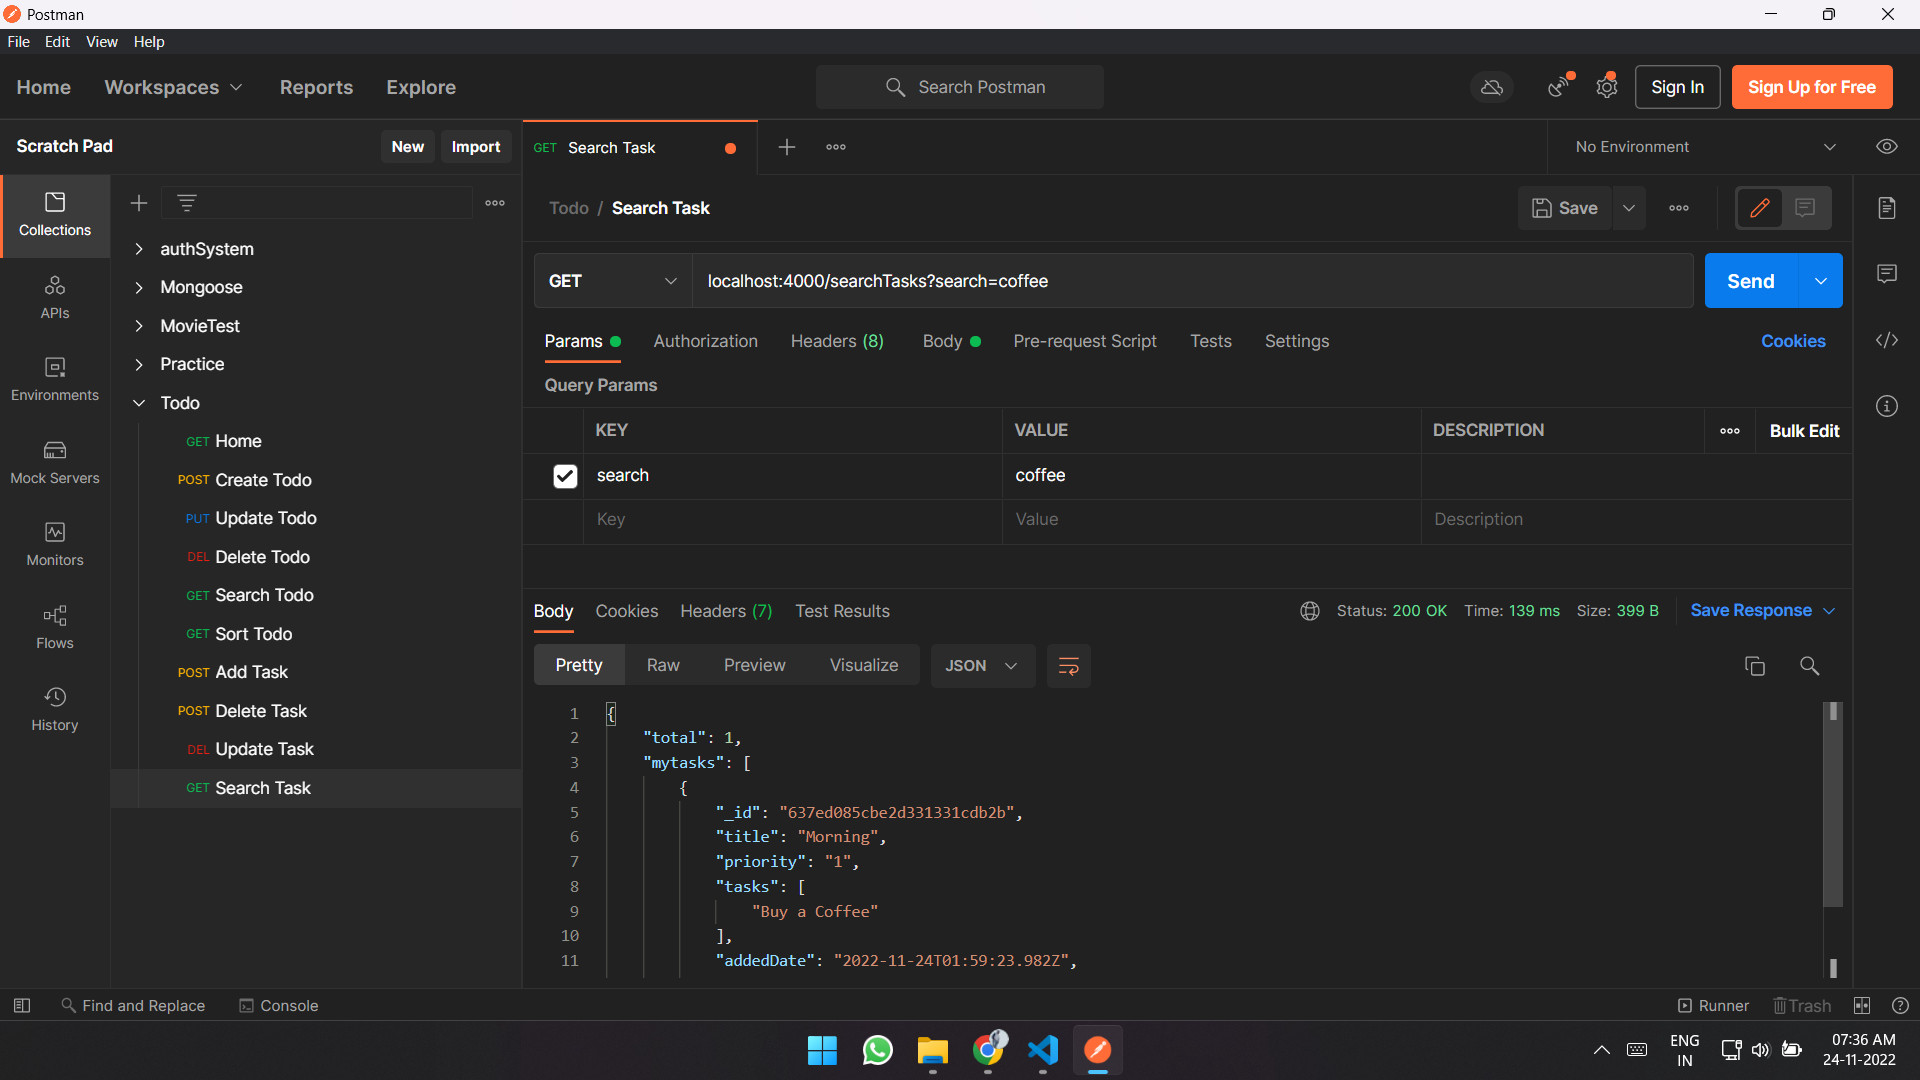 Postman
File Edit View Help
Home Workspaces Reports Explore Search Postman Sign In Sign Up for Free
Scratch Pad New Import GET Search Task No Environment
Collections
APIs
Environments
Mock Servers
Monitors
Flows
History
authSystem
Mongoose
MovieTest
Practice
Todo
GET Home
POST Create Todo
PUT Update Todo
DEL Delete Todo
GET Search Todo
GET Sort Todo
POST Add Task
POST Delete Task
DEL Update Task
GET Search Task
Todo / Search Task Save
GET localhost:4000/searchTasks?search=coffee Send
Params Authorization Headers (8) Body Pre-request Script Tests Settings Cookies
Query Params
KEY VALUE DESCRIPTION Bulk Edit
search coffee
Key Value Description
Body Cookies Headers (7) Test Results Status: 200 OK Time: 139 ms Size: 399 B Save Response
Pretty Raw Preview Visualize JSON
1 {
2 "total": 1,
3 "mytasks": [
4 {
5 "_id": "637ed085cbe2d331331cdb2b",
6 "title": "Morning",
7 "priority": "1",
8 "tasks": [
9 "Buy a Coffee"
10 ],
11 "addedDate": "2022-11-24T01:59:23.982Z",
Find and Replace Console Runner Trash
ENG
IN
07:36 AM
24-11-2022